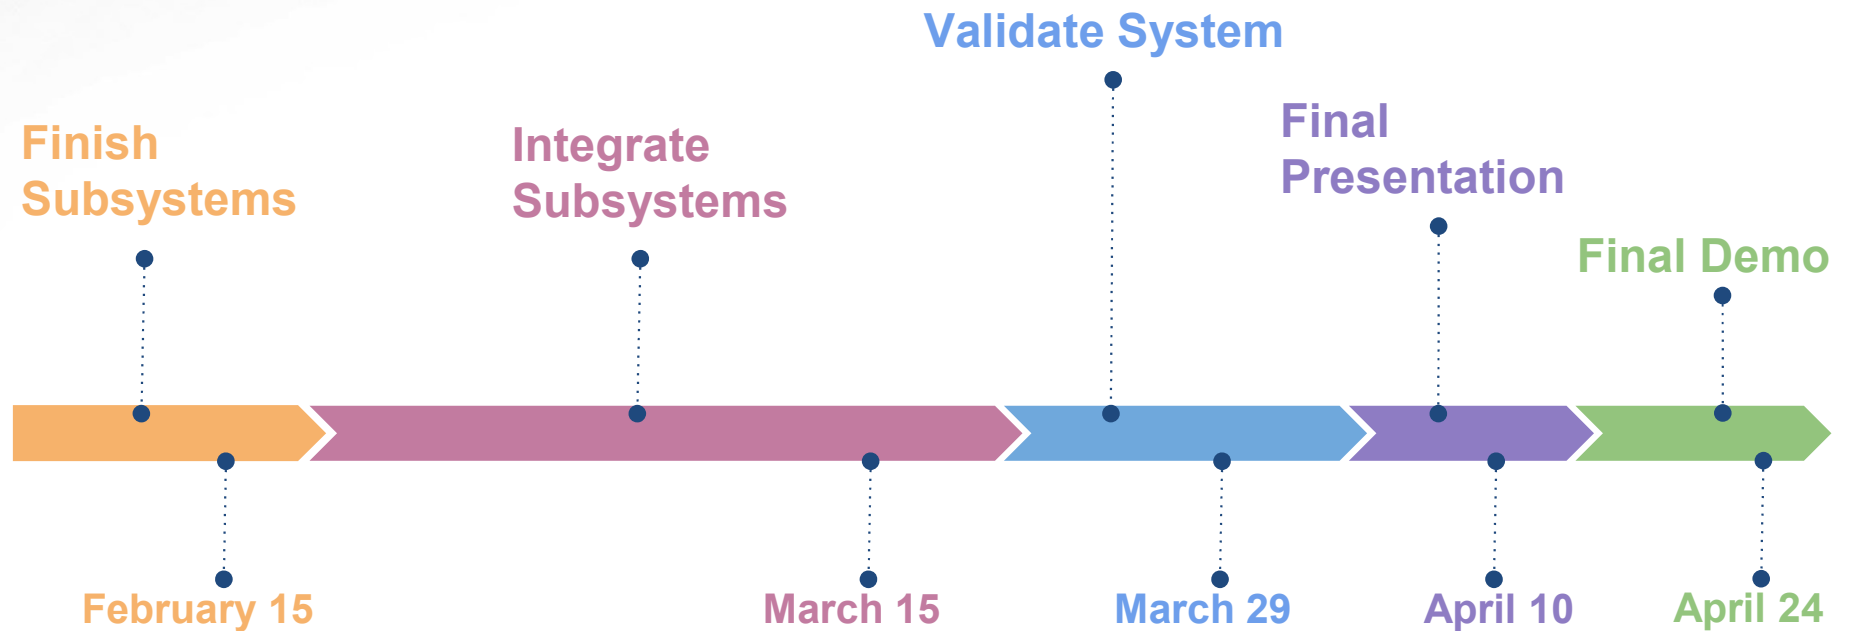 Validate System
Finish
Subsystems
Integrate
Subsystems
Final
Presentation
Final Demo
February 15
March 15
March 29
April 10
April 24